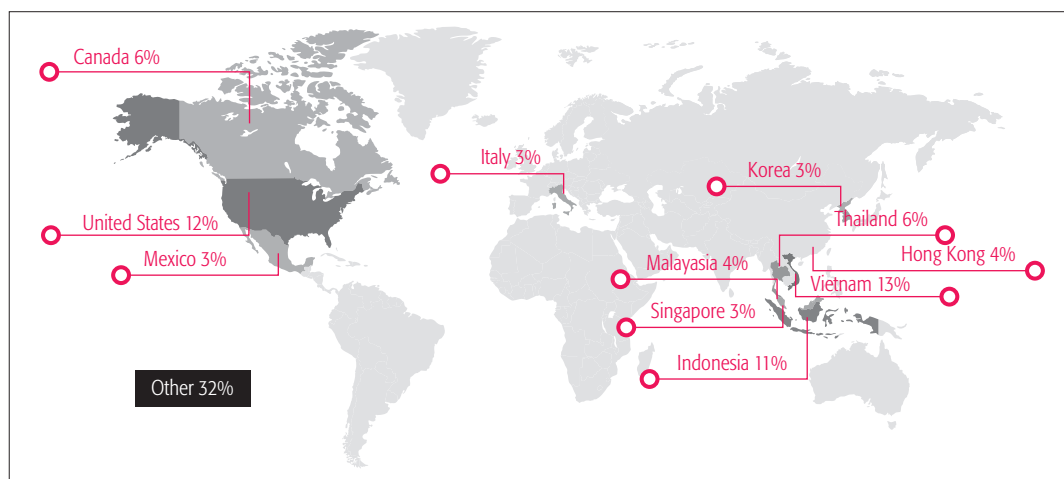 Canada 6%
Italy 3%
Korea 3%
United States 12%
Thailand 6%
Mexico 3%
Malayasia 4%
Hong Kong 4%
Vietnam 13%
Singapore 3%
Indonesia 11%
Other 32%